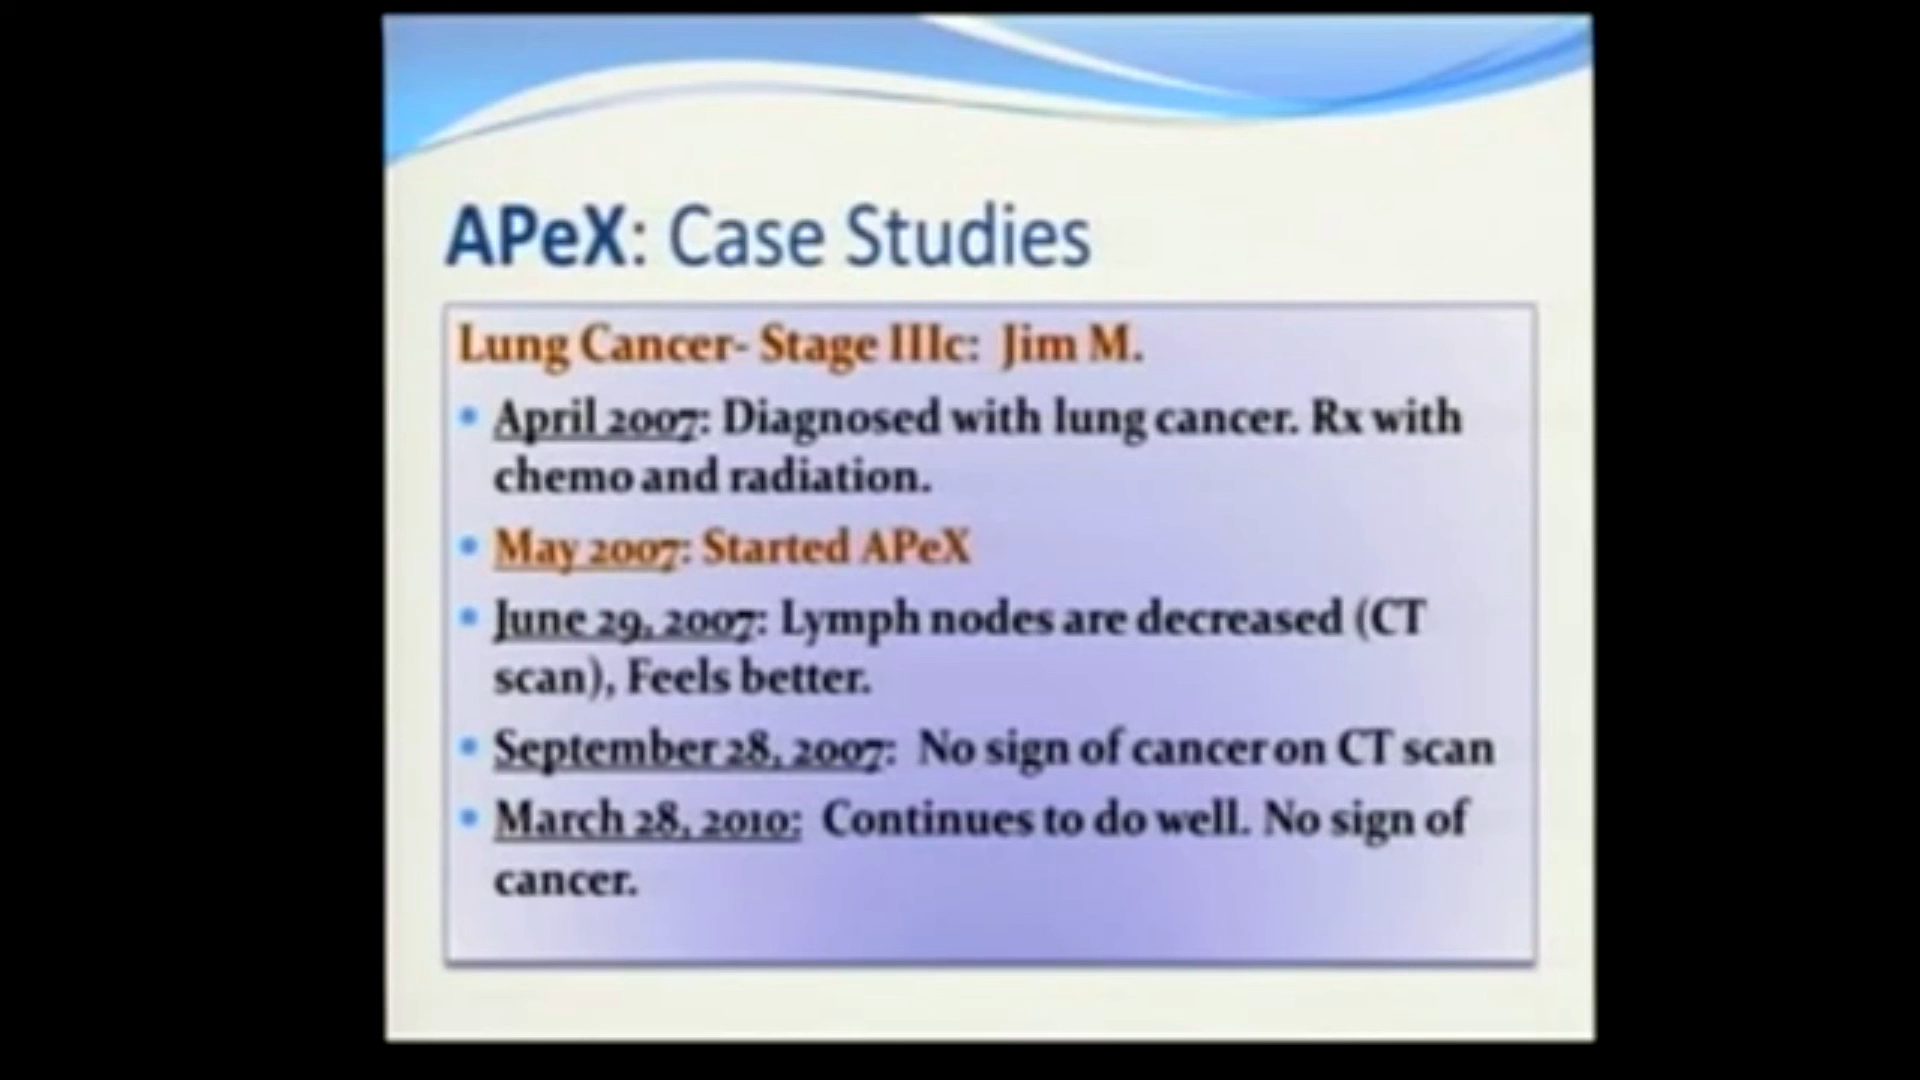 APeX: Case Studies
Lung Cancer- Stage IIIc: Jim M.
• April 2007: Diagnosed with lung cancer. Rx with
chemo and radiation.
• May 2007: Started APeX
• June 29, 2007: Lymph nodes are decreased (CT
scan), Feels better.
• September 28, 2007: No sign of cancer on CT scan
• March 28, 2010: Continues to do well. No sign of
cancer.